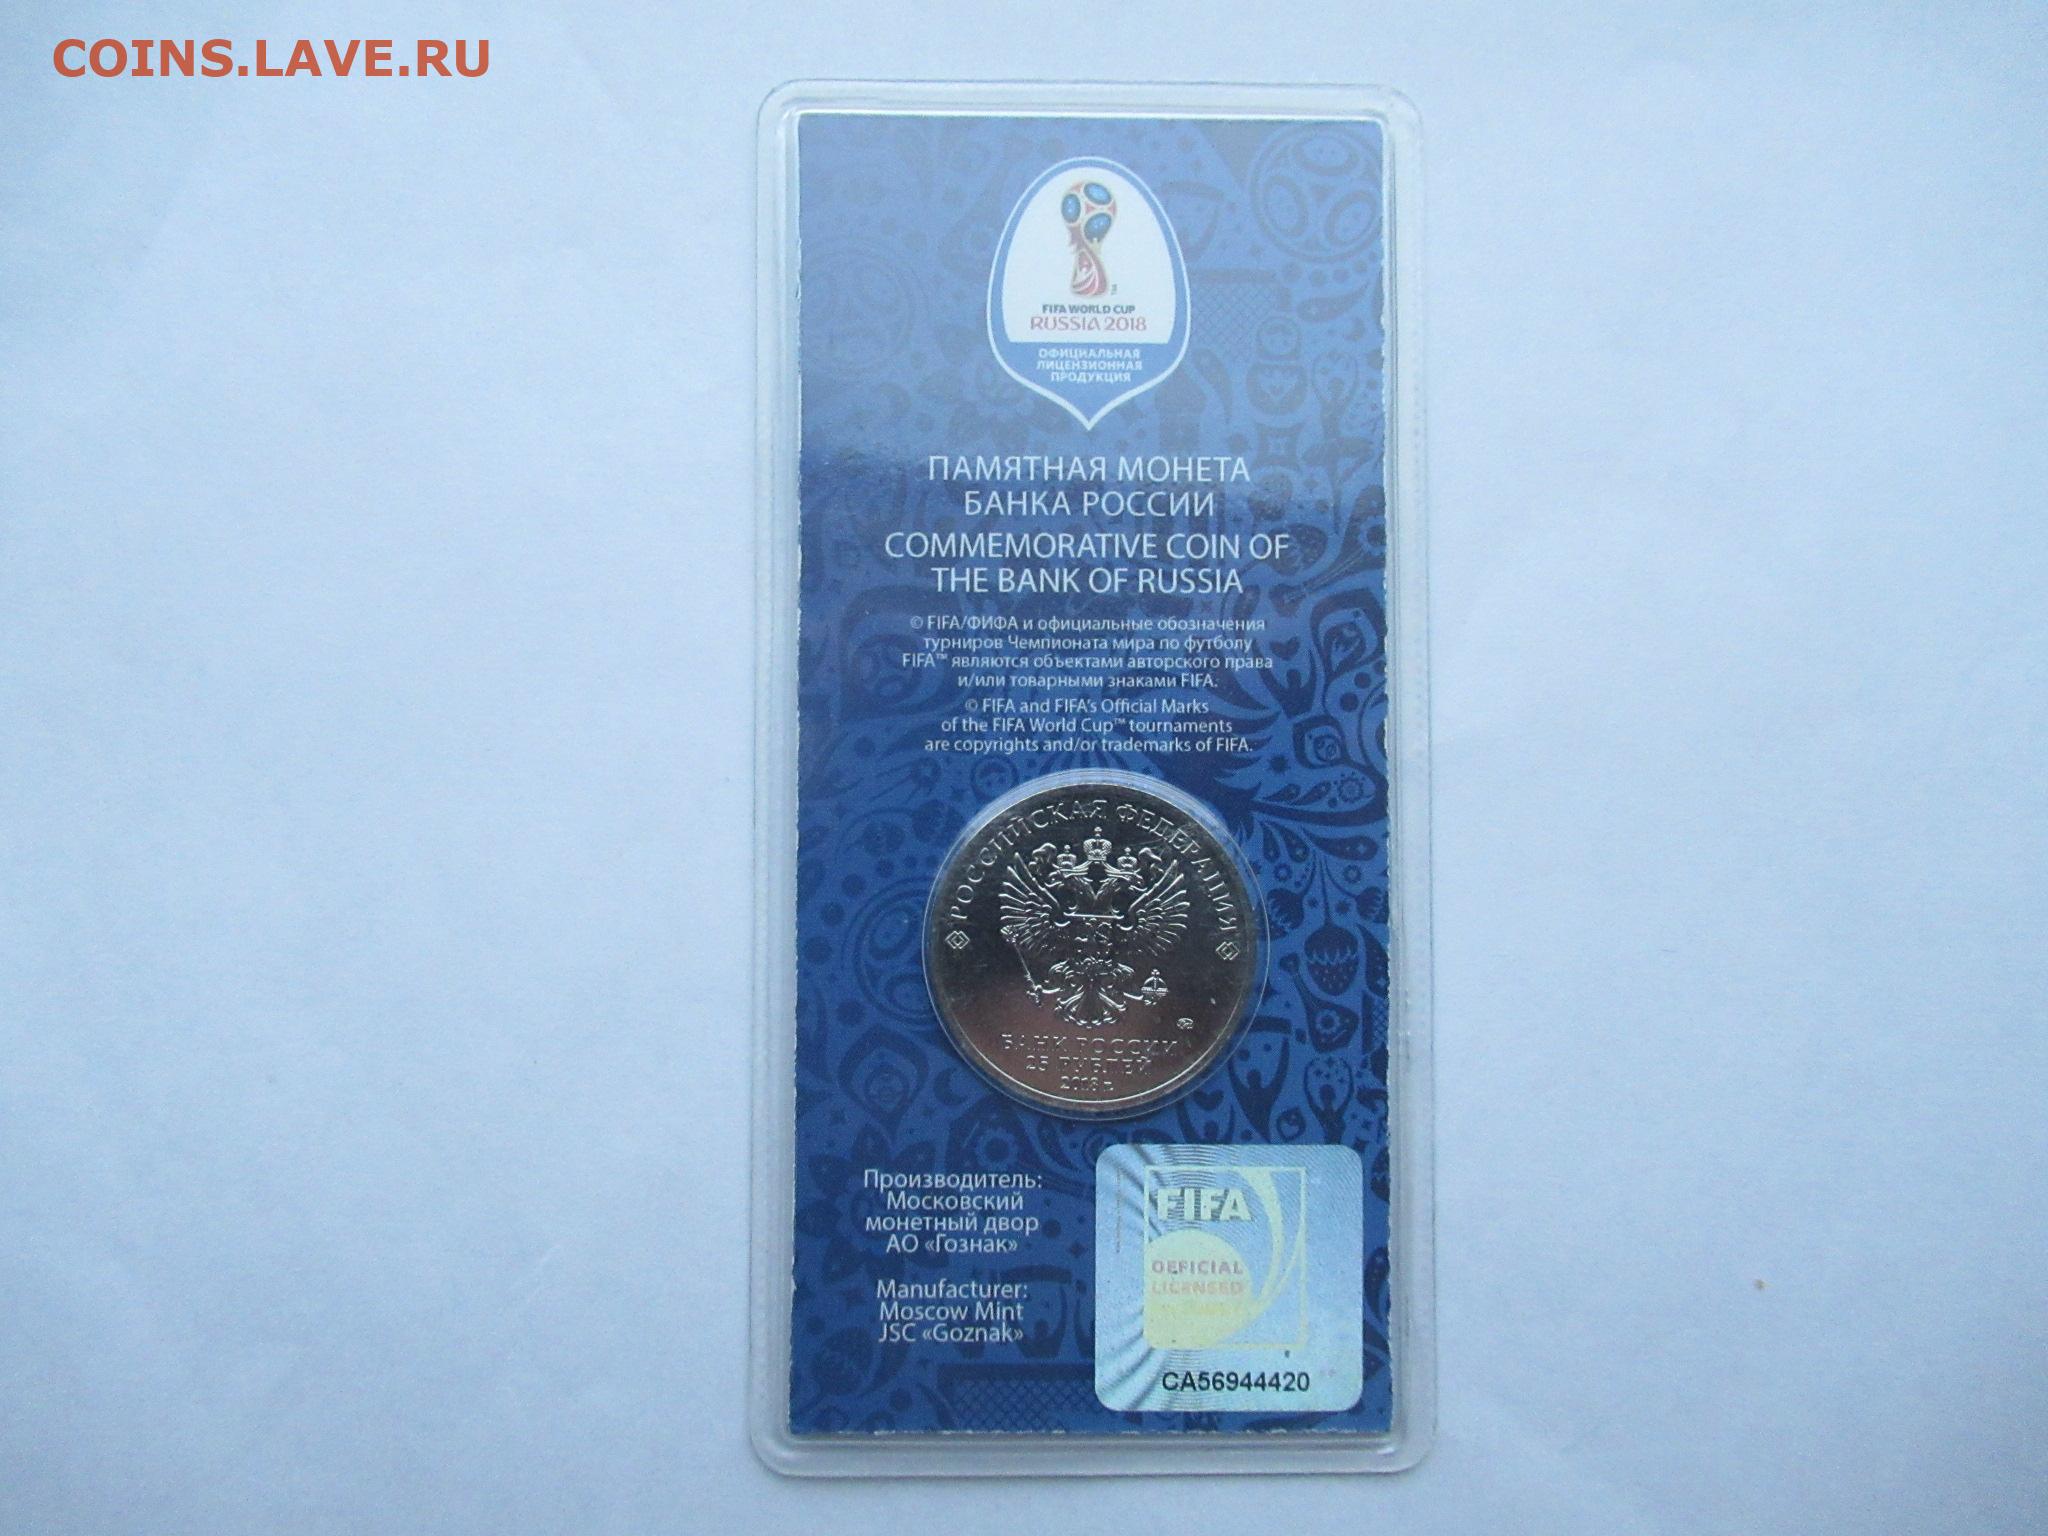 COINS.LAVE.RU
FIFA WORLD CUP
RUSSIA 2018
ОФИЦИАЛЬНАЯ
ЛИЦЕНЗИОННАЯ
ПРОДУКЦИЯ
ПАМЯТНАЯ МОНЕТА
БАНКА РОССИИ
COMMEMORATIVE COIN OF
THE BANK OF RUSSIA
© FIFA/ФИФА и официальные обозначения
турниров Чемпионата мира по футболу
FIFA™ являются объектами авторского права
и/или товарными знаками FIFA.
© FIFA and FIFA's Official Marks
of the FIFA World Cup™ tournaments
are copyrights and/or trademarks of FIFA.
РОССИЙСКАЯ ФЕДЕРАЦИЯ
БАНК РОССИИ
25 РУБЛЕЙ
2018 г.
Производитель:
Московский
монетный двор
АО «Гознак»
Manufacturer:
Moscow Mint
JSC «Goznak»
FIFA
OFFICIAL
LICENSED
CA56944420